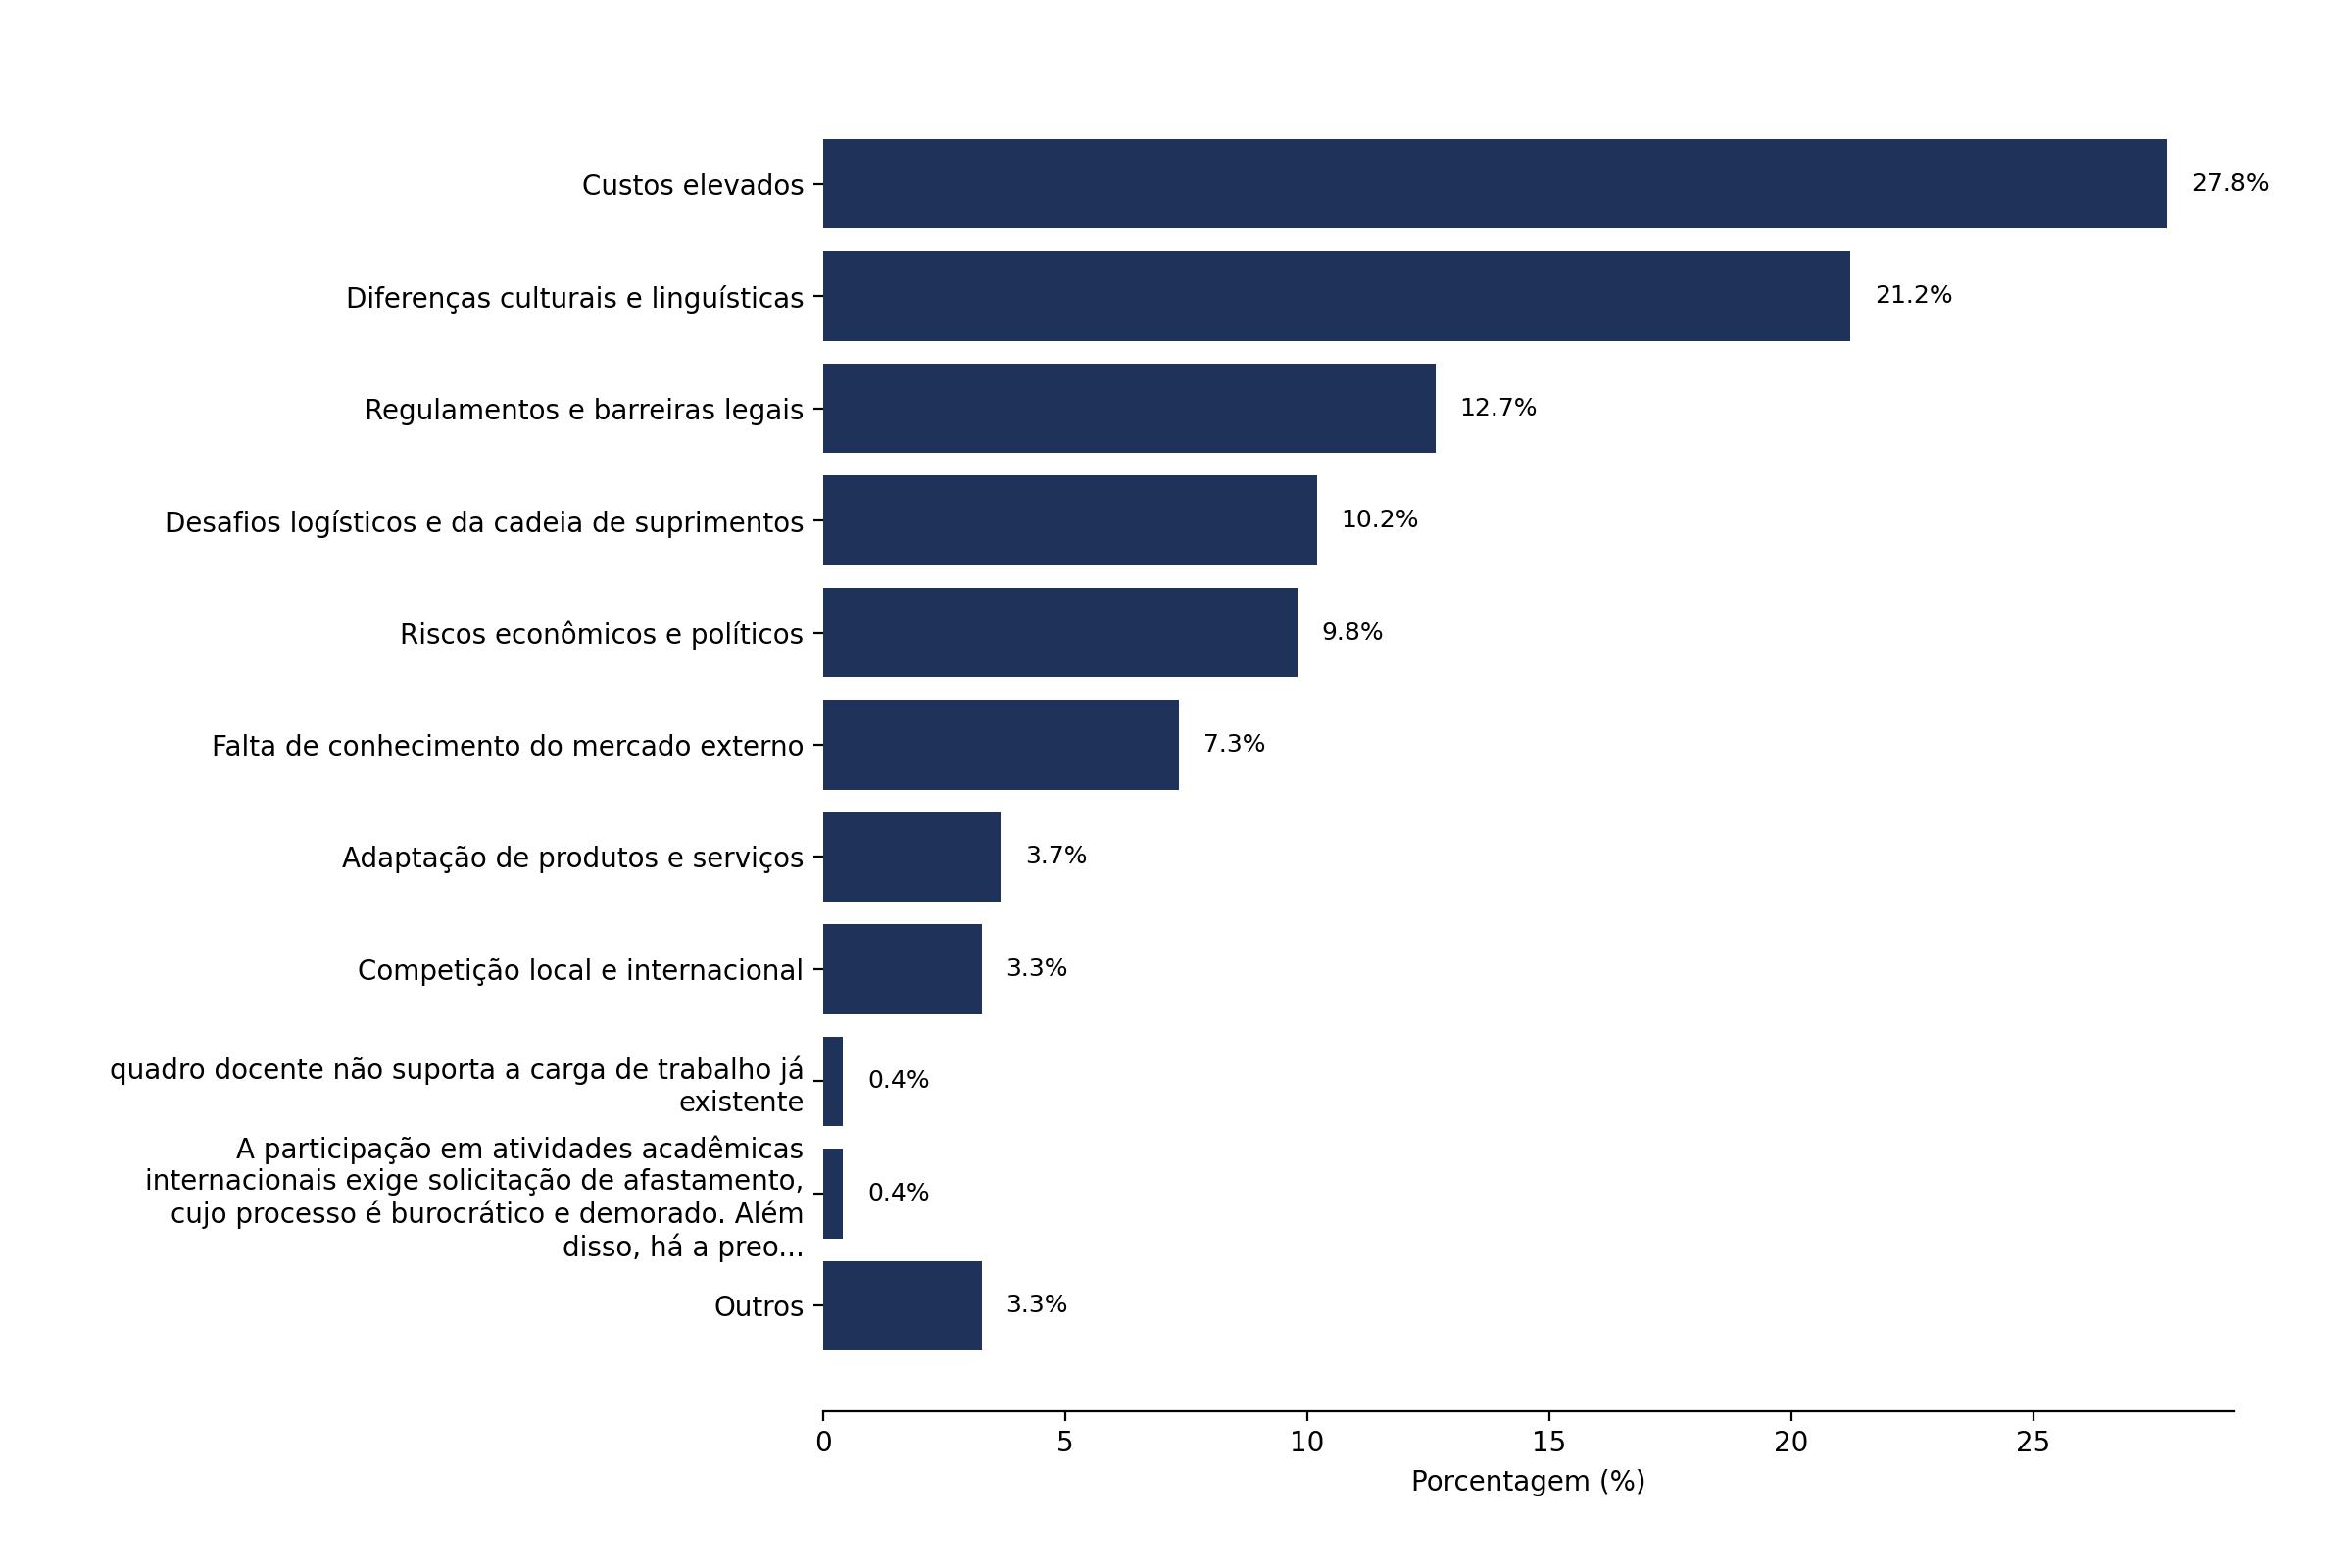 Custos elevados
27.8%
Diferenças culturais e linguísticas
21.2%
Regulamentos e barreiras legais
12.7%
Desafios logísticos e da cadeia de suprimentos
10.2%
Riscos econômicos e políticos
9.8%
Falta de conhecimento do mercado externo
7.3%
Adaptação de produtos e serviços
3.7%
Competição local e internacional
3.3%
quadro docente não suporta a carga de trabalho já
existente
0.4%
A participação em atividades acadêmicas
internacionais exige solicitação de afastamento,
cujo processo é burocrático e demorado. Além
disso, há a preo...
0.4%
Outros
3.3%
0 5 10 15 20 25
Porcentagem (%)